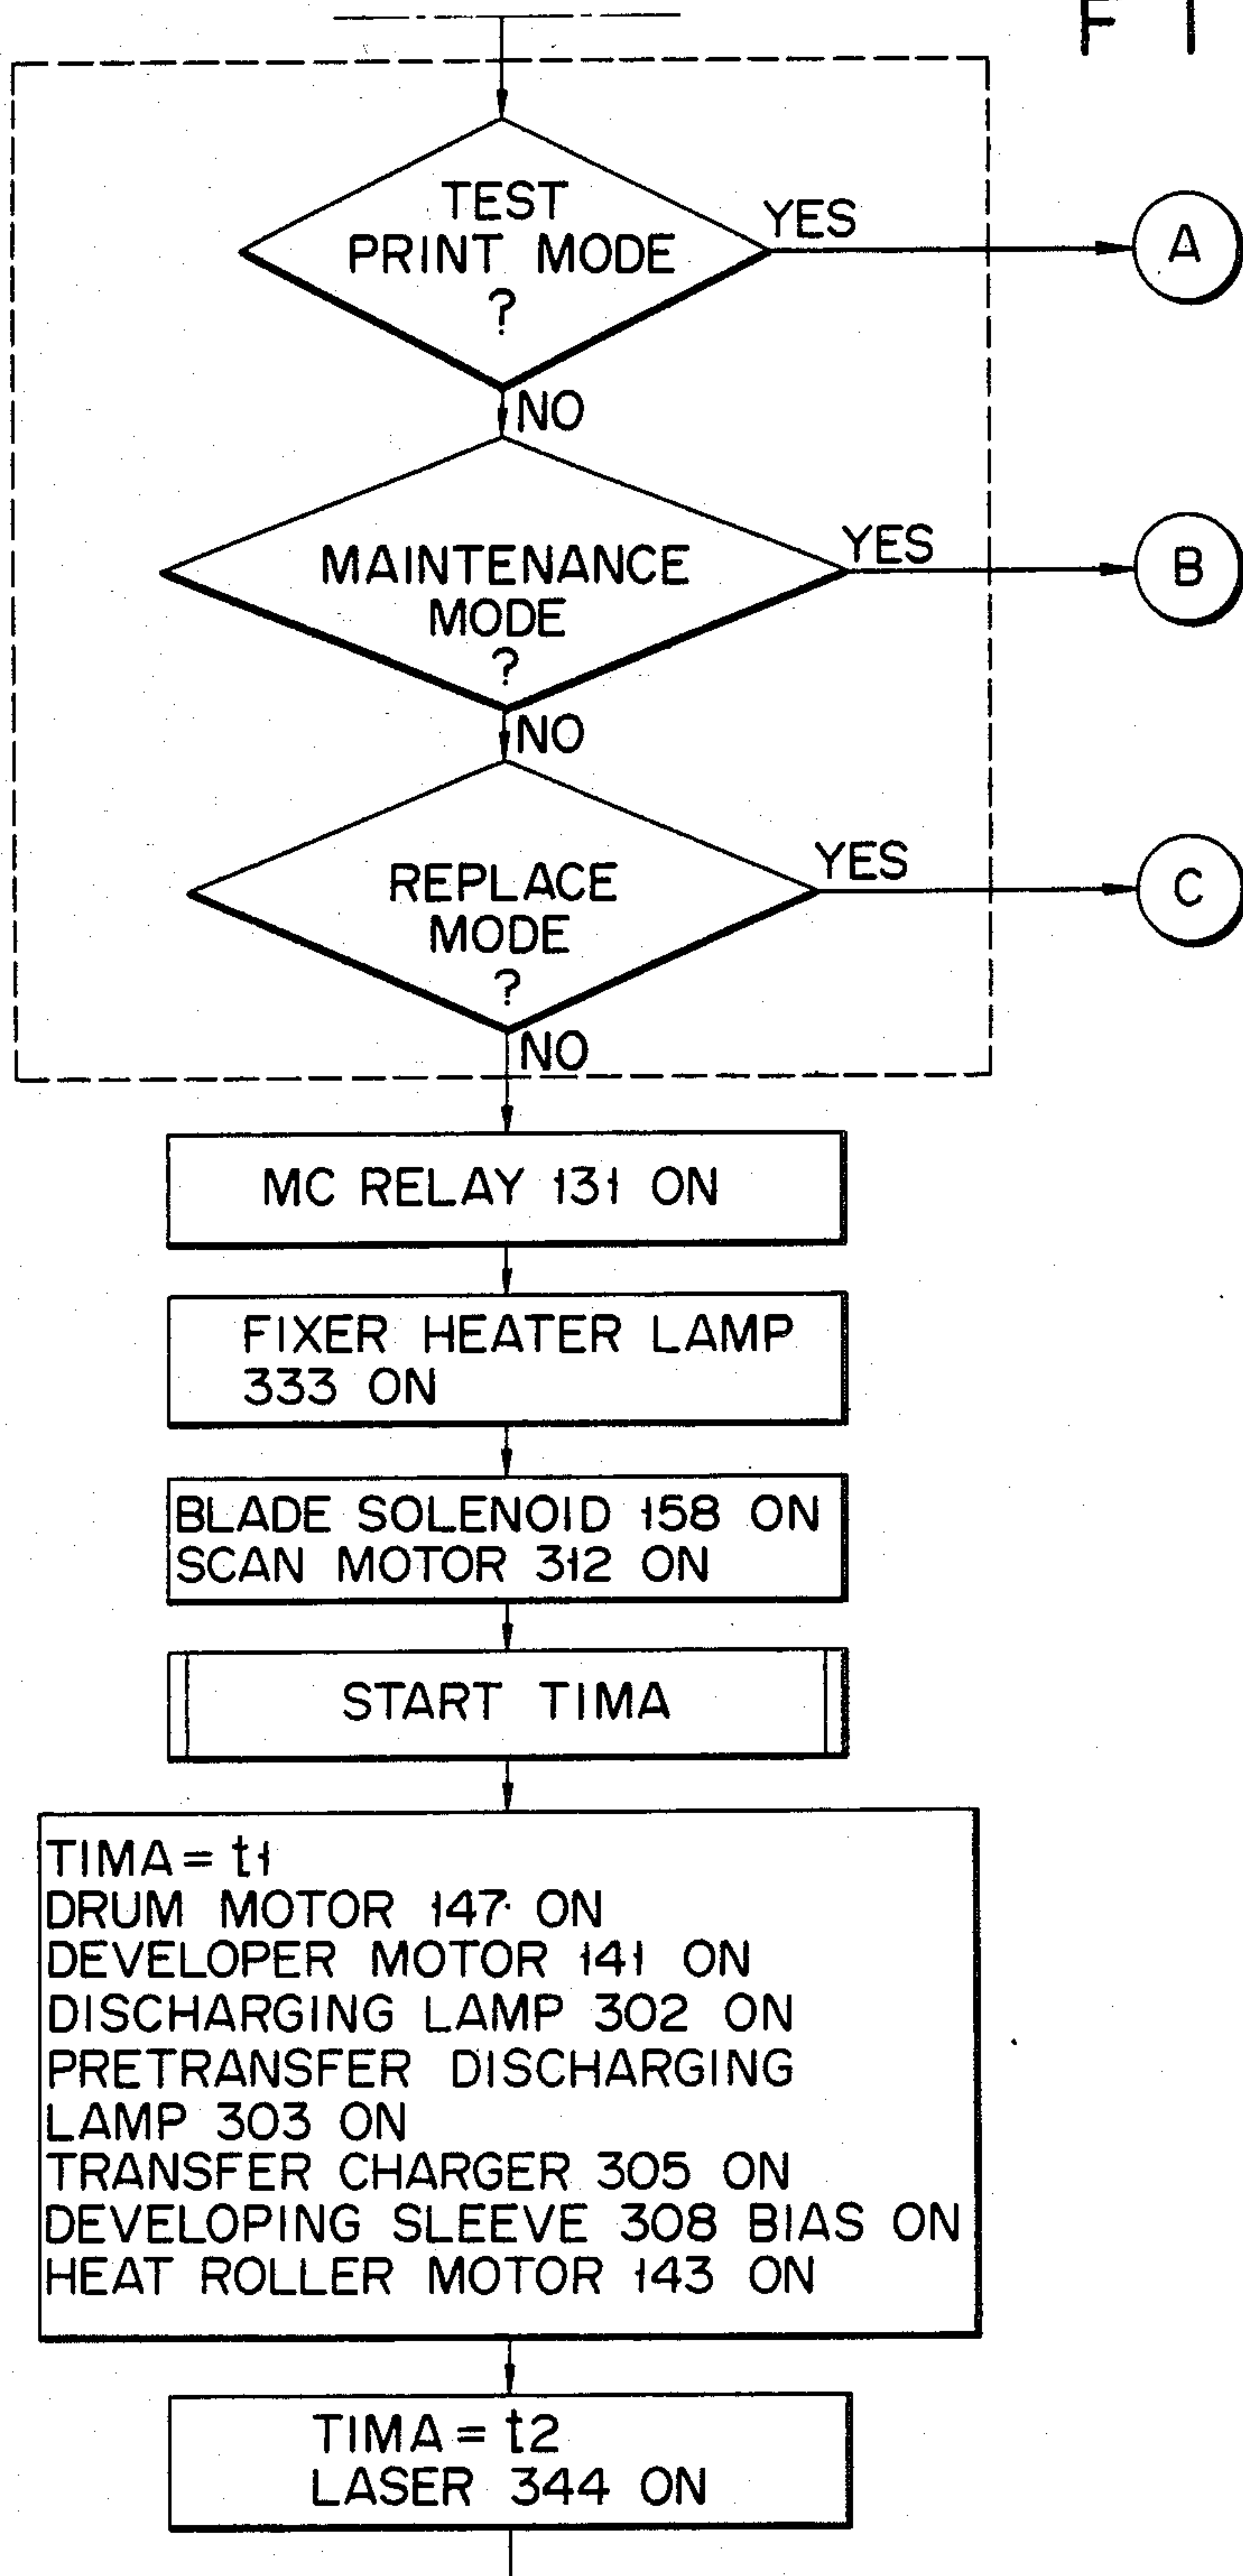 F I
TEST
PRINT MODE
?
YES
A
NO
MAINTENANCE
MODE
?
YES
B
NO
REPLACE
MODE
?
YES
C
NO
MC RELAY 131 ON
FIXER HEATER LAMP
333 ON
BLADE SOLENOID 158 ON
SCAN MOTOR 312 ON
START TIMA
TIMA = t1
DRUM MOTOR 147 ON
DEVELOPER MOTOR 141 ON
DISCHARGING LAMP 302 ON
PRETRANSFER DISCHARGING
LAMP 303 ON
TRANSFER CHARGER 305 ON
DEVELOPING SLEEVE 308 BIAS ON
HEAT ROLLER MOTOR 143 ON
TIMA = t2
LASER 344 ON